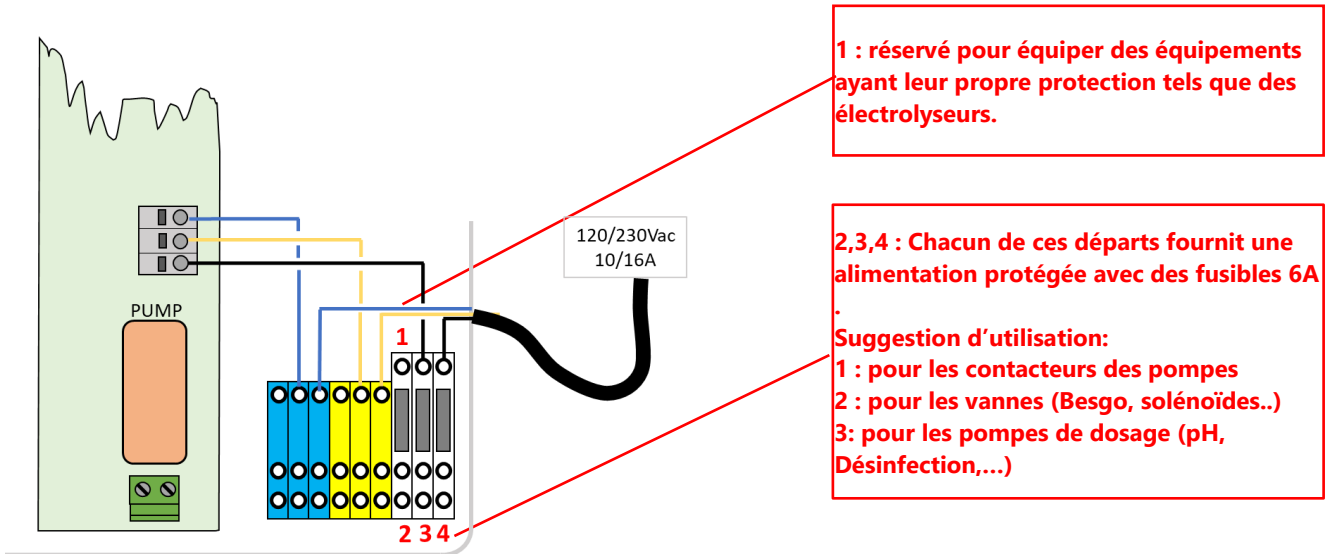 1 : réservé pour équiper des équipements
ayant leur propre protection tels que des
électrolyseurs.
120/230Vac
10/16A
2,3,4 : Chacun de ces départs fournit une
alimentation protégée avec des fusibles 6A
.
Suggestion d’utilisation:
1 : pour les contacteurs des pompes
2 : pour les vannes (Besgo, solénoïdes..)
3: pour les pompes de dosage (pH,
Désinfection,…)
PUMP
1
2 3 4